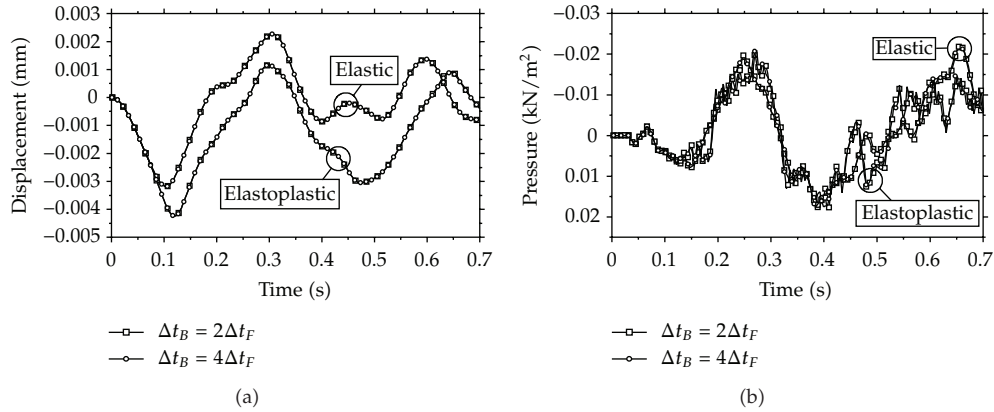 Displacement (mm)
0.003
0.002
0.001
0
−0.001
−0.002
−0.003
−0.004
−0.005
Elastic
Elastoplastic
0 0.1 0.2 0.3 0.4 0.5 0.6 0.7
Time (s)
Δt_B = 2Δt_F
Δt_B = 4Δt_F
(a)
Pressure (kN/m²)
−0.03
−0.02
−0.01
0
0.01
0.02
Elastic
Elastoplastic
0 0.1 0.2 0.3 0.4 0.5 0.6 0.7
Time (s)
Δt_B = 2Δt_F
Δt_B = 4Δt_F
(b)